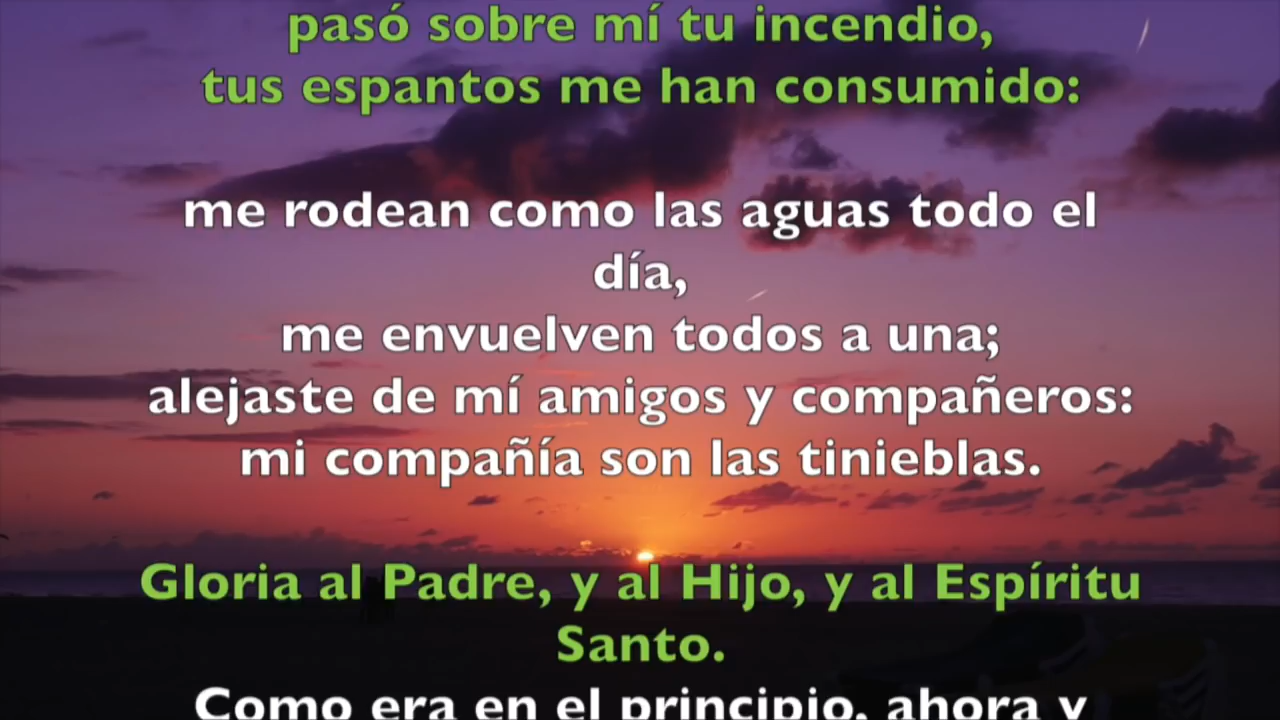 pasó sobre mí tu incendio,
tus espantos me han consumido:
me rodean como las aguas todo el
día,
me envuelven todos a una;
alejaste de mí amigos y compañeros:
mi compañía son las tinieblas.
Gloria al Padre, y al Hijo, y al Espíritu
Santo.
Como era en el principio, ahora y